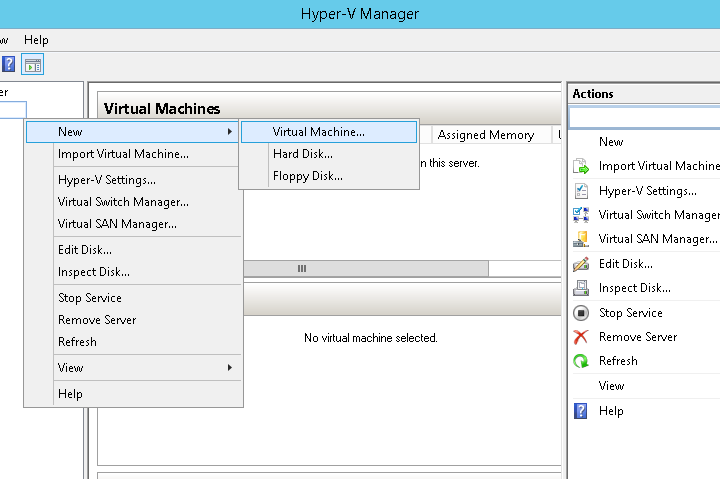 Hyper-V Manager
w Help
er
Virtual Machines
Assigned Memory
n this server.
New
Import Virtual Machine...
Hyper-V Settings...
Virtual Switch Manager...
Virtual SAN Manager...
Edit Disk...
Inspect Disk...
Stop Service
Remove Server
Refresh
View
Help
Virtual Machine...
Hard Disk...
Floppy Disk...
No virtual machine selected.
Actions
New
Import Virtual Machine
Hyper-V Settings...
Virtual Switch Manager
Virtual SAN Manager...
Edit Disk...
Inspect Disk...
Stop Service
Remove Server
Refresh
View
Help